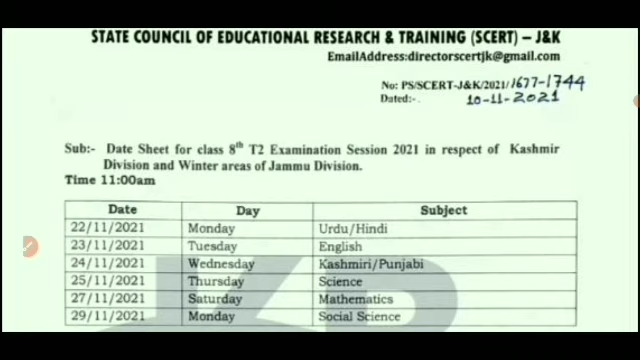 STATE COUNCIL OF EDUCATIONAL RESEARCH & TRAINING (SCERT) – J&K
EmailAddress:directorscertjk@gmail.com
No: PS/SCERT-J&K/2021/1677-1744
Dated:-. 10-11-2021
Sub:- Date Sheet for class 8th T2 Examination Session 2021 in respect of Kashmir
Division and Winter areas of Jammu Division.
Time 11:00am
Date Day Subject
22/11/2021 Monday Urdu/Hindi
23/11/2021 Tuesday English
24/11/2021 Wednesday Kashmiri/Punjabi
25/11/2021 Thursday Science
27/11/2021 Saturday Mathematics
29/11/2021 Monday Social Science